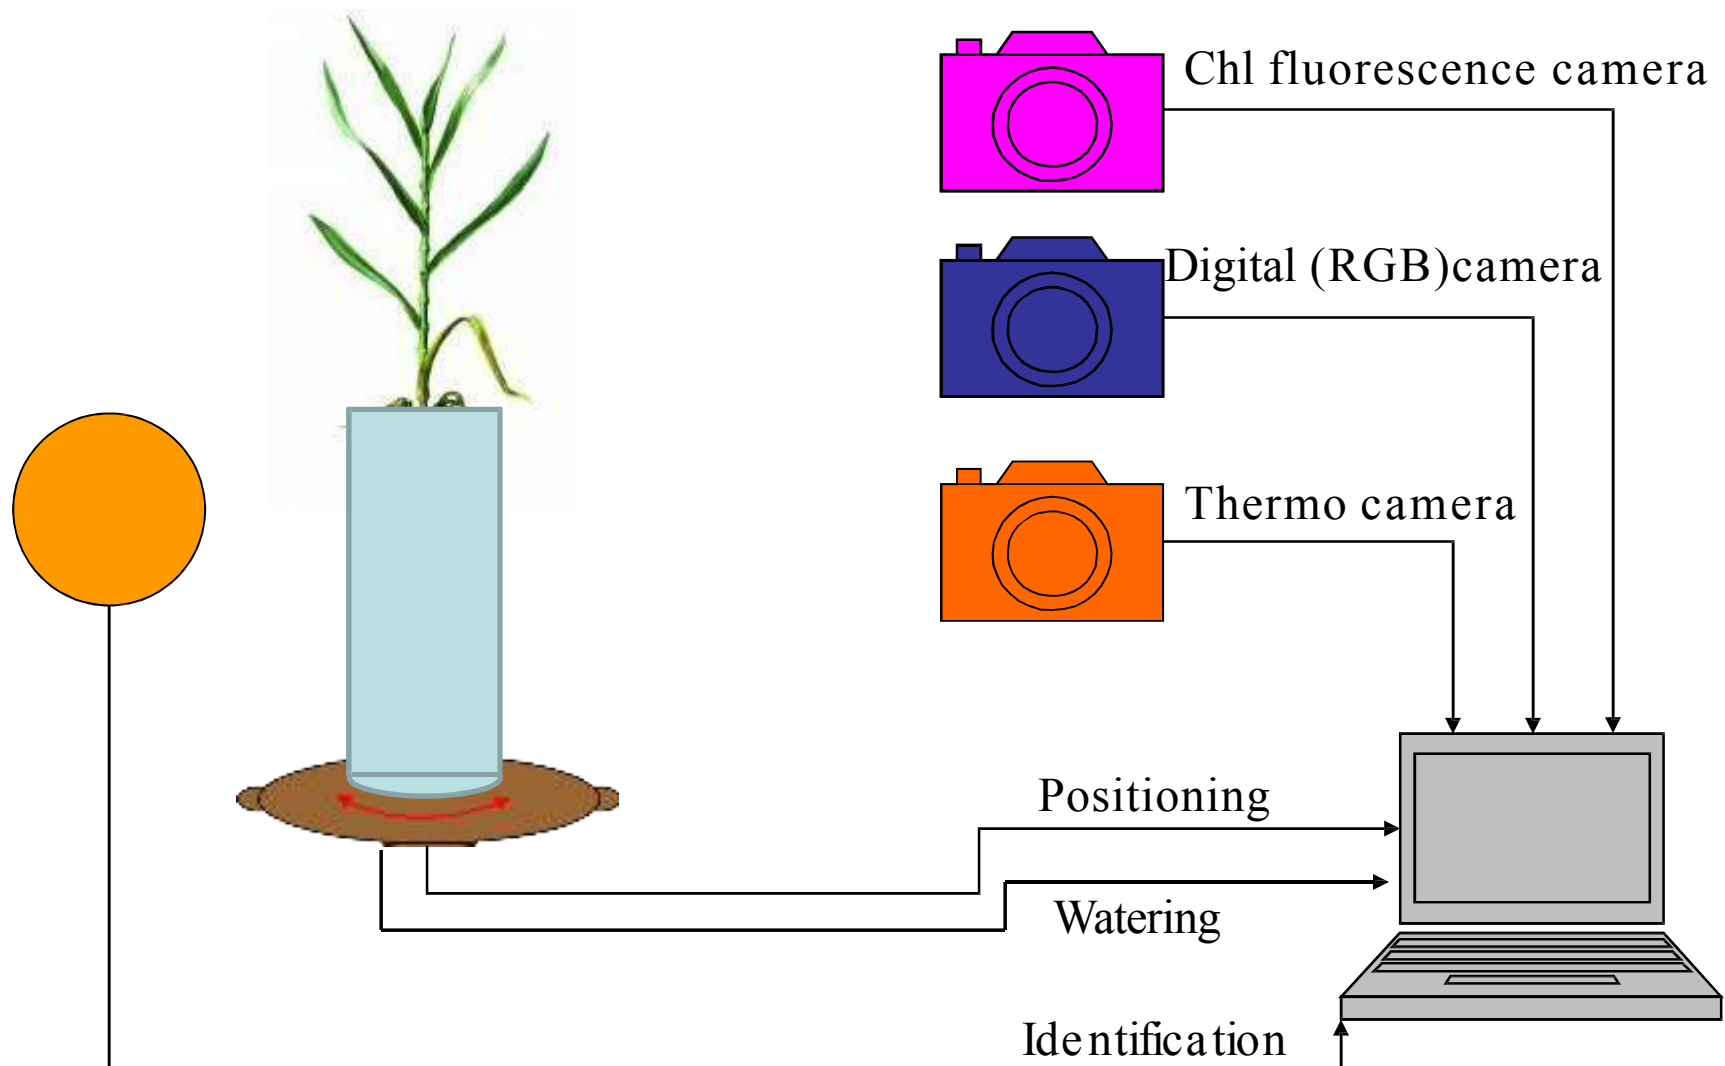 Chl fluorescence camera
Digital (RGB)camera
Thermo camera
Positioning
Watering
Identification